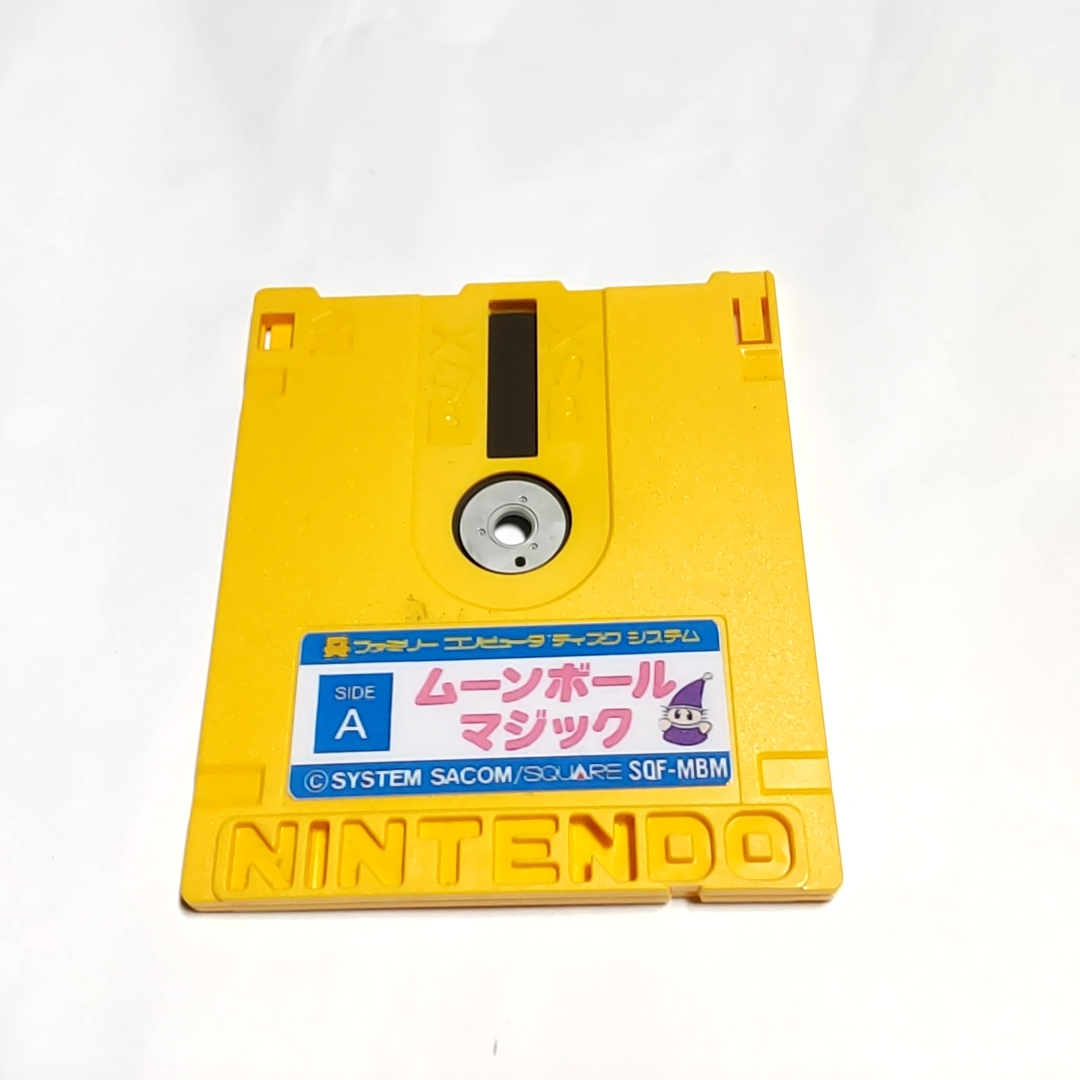 ファミリー コンピュータ ディスク システム
SIDE
A
ムーンボール
マジック
© SYSTEM SACOM/SQUARE SQF-MBM
NINTENDO